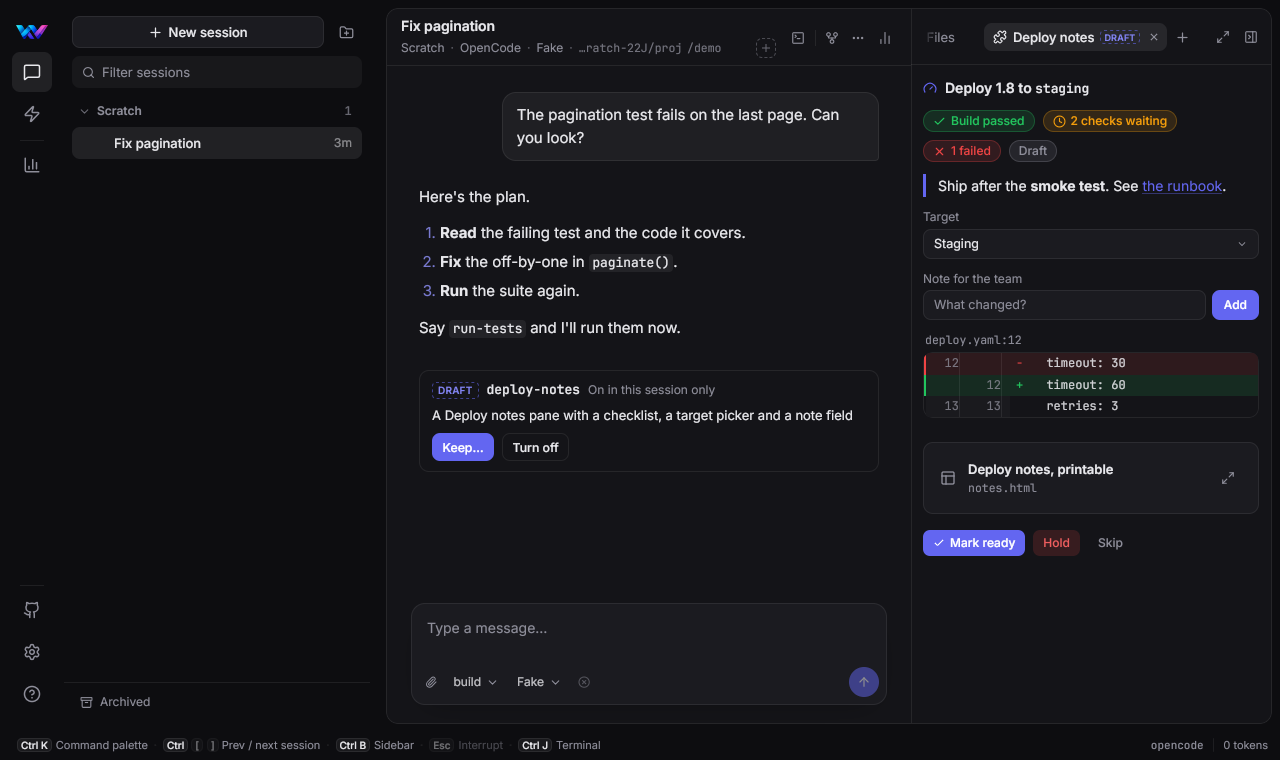 New session
Filter sessions
Scratch 1
Fix pagination 3m
Archived
Fix pagination
Scratch · OpenCode · Fake · …ratch-22J/proj /demo
The pagination test fails on the last page. Can
you look?
Here's the plan.
1. Read the failing test and the code it covers.
2. Fix the off-by-one in paginate().
3. Run the suite again.
Say run-tests and I'll run them now.
DRAFT deploy-notes On in this session only
A Deploy notes pane with a checklist, a target picker and a note field
Keep… Turn off
Type a message…
build Fake
Files Deploy notes DRAFT
Deploy 1.8 to staging
Build passed 2 checks waiting
1 failed Draft
Ship after the smoke test. See the runbook.
Target
Staging
Note for the team
What changed? Add
deploy.yaml:12
12 - timeout: 30
12 + timeout: 60
13 13 retries: 3
Deploy notes, printable
notes.html
Mark ready Hold Skip
Ctrl K Command palette · Ctrl [ ] Prev / next session · Ctrl B Sidebar · Esc Interrupt · Ctrl J Terminal
opencode 0 tokens